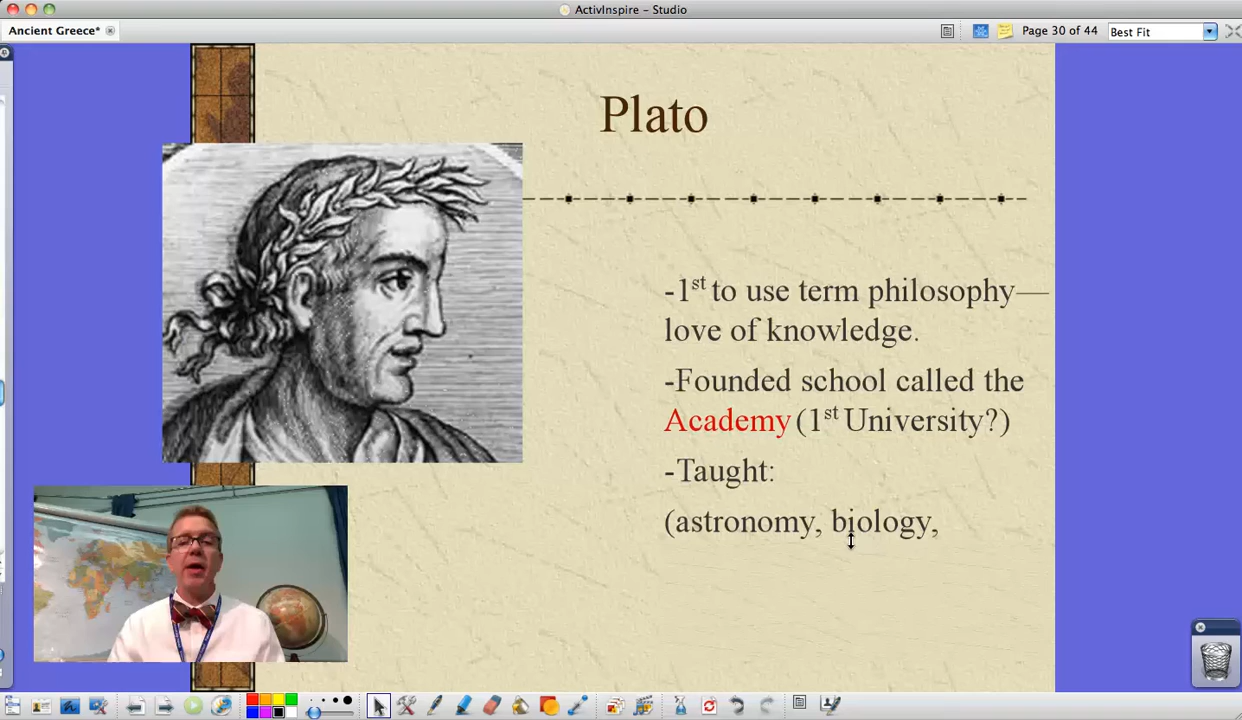 ActivInspire – Studio
Ancient Greece*
Page 30 of 44
Best Fit
Plato
-1st to use term philosophy—
love of knowledge.
-Founded school called the
Academy (1st University?)
-Taught:
(astronomy, biology,